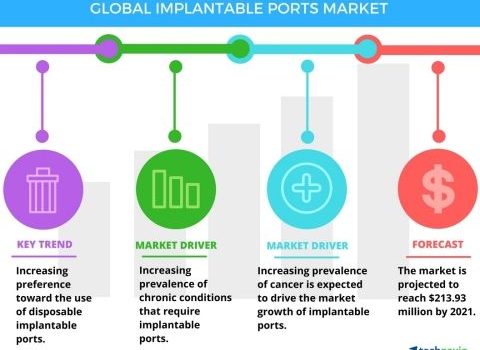 GLOBAL IMPLANTABLE PORTS MARKET
KEY TREND
Increasing
preference
toward the use
of disposable
implantable
ports.
MARKET DRIVER
Increasing
prevalence of
chronic conditions
that require
implantable
ports.
MARKET DRIVER
Increasing prevalence
of cancer is expected
to drive the market
growth of implantable
ports.
FORECAST
The market is
projected to
reach $213.93
million by 2021.